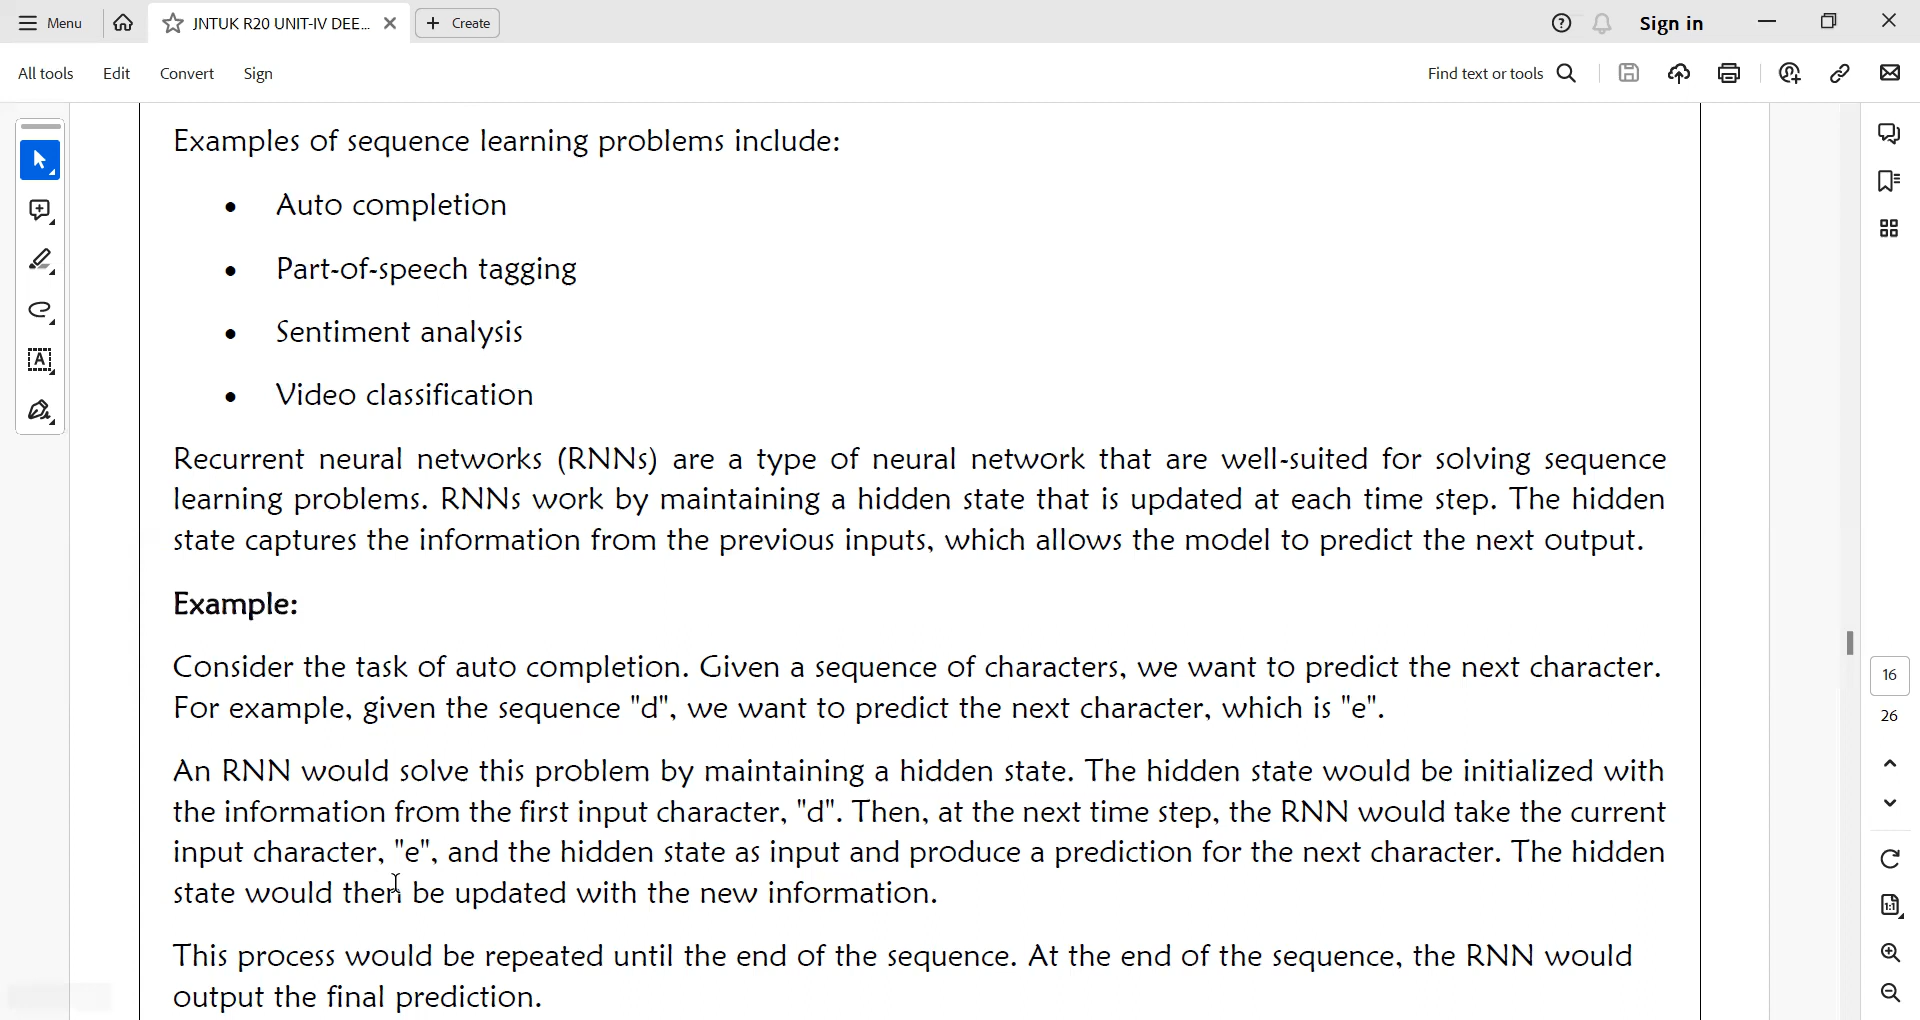 Menu
JNTUK R20 UNIT-IV DEE...
+ Create
Sign in
All tools Edit Convert Sign
Find text or tools
Examples of sequence learning problems include:
• Auto completion
• Part-of-speech tagging
• Sentiment analysis
• Video classification
Recurrent neural networks (RNNs) are a type of neural network that are well-suited for solving sequence
learning problems. RNNs work by maintaining a hidden state that is updated at each time step. The hidden
state captures the information from the previous inputs, which allows the model to predict the next output.
Example:
Consider the task of auto completion. Given a sequence of characters, we want to predict the next character.
For example, given the sequence "d", we want to predict the next character, which is "e".
An RNN would solve this problem by maintaining a hidden state. The hidden state would be initialized with
the information from the first input character, "d". Then, at the next time step, the RNN would take the current
input character, "e", and the hidden state as input and produce a prediction for the next character. The hidden
state would then be updated with the new information.
This process would be repeated until the end of the sequence. At the end of the sequence, the RNN would
output the final prediction.
16
26